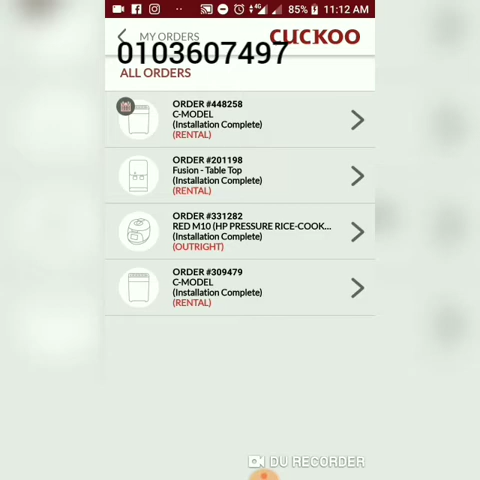 4G 85% 11:12 AM
MY ORDERS CUCKOO
0103607497
ALL ORDERS
ORDER #448258
C-MODEL
(Installation Complete)
(RENTAL)
ORDER #201198
Fusion - Table Top
(Installation Complete)
(RENTAL)
ORDER #331282
RED M10 (HP PRESSURE RICE-COOK...
(Installation Complete)
(OUTRIGHT)
ORDER #309479
C-MODEL
(Installation Complete)
(RENTAL)
DU RECORDER